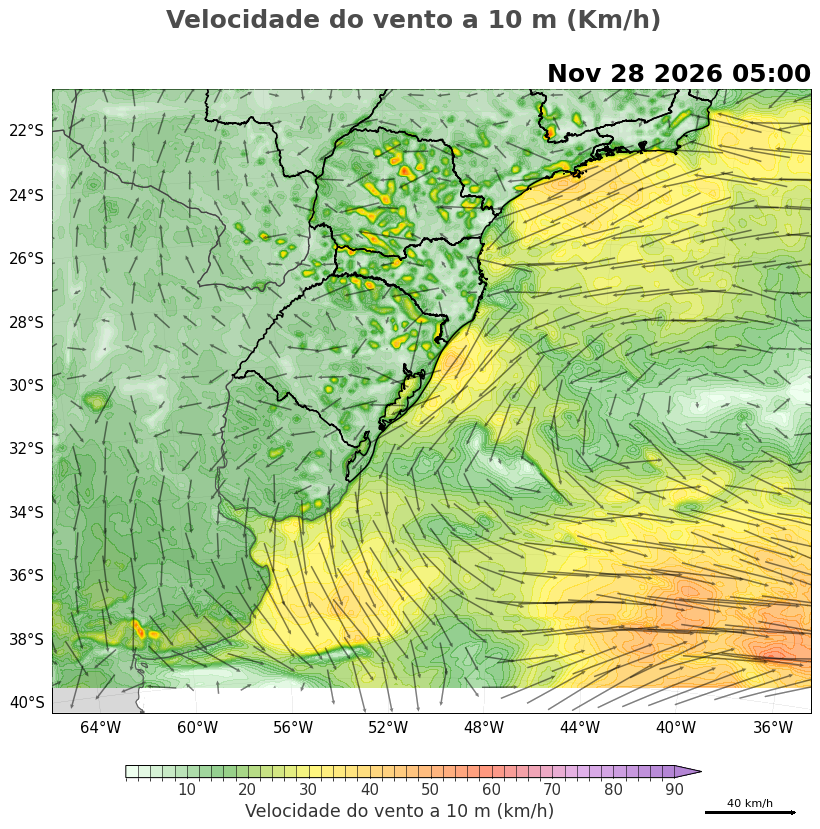 Velocidade do vento a 10 m (Km/h)
Nov 28 2026 05:00
22°S
24°S
26°S
28°S
30°S
32°S
34°S
36°S
38°S
40°S
64°W 60°W 56°W 52°W 48°W 44°W 40°W 36°W
10 20 30 40 50 60 70 80 90
Velocidade do vento a 10 m (km/h)
40 km/h